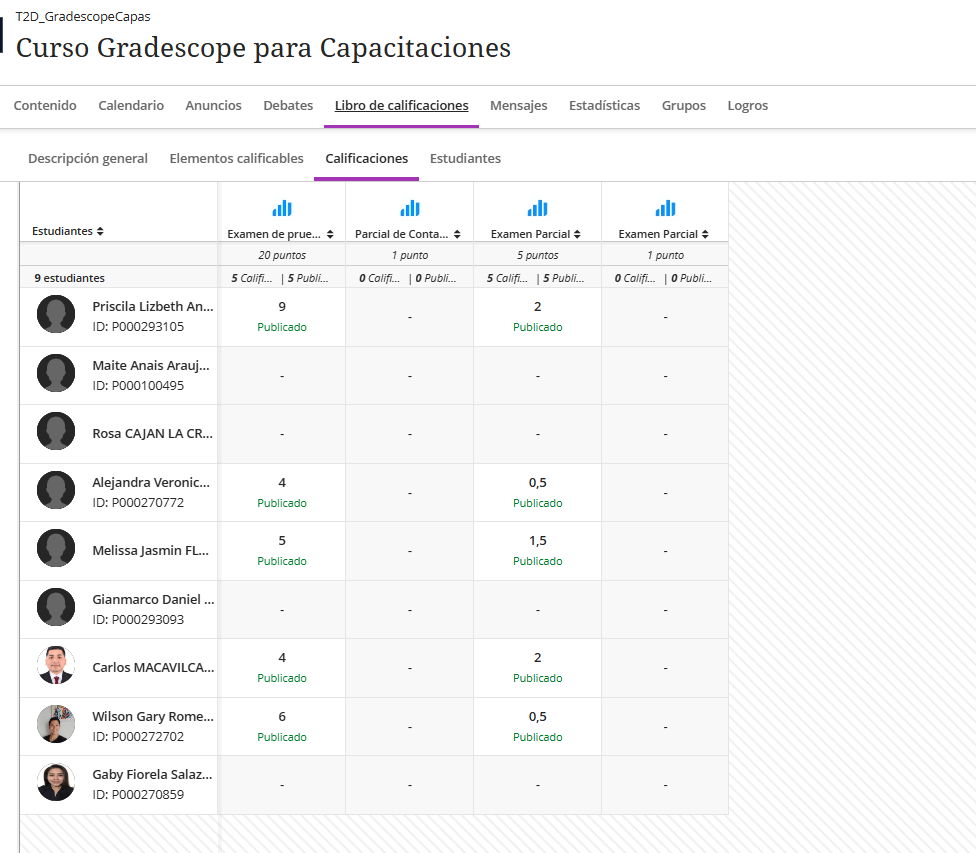 T2D_GradescopeCapas
Curso Gradescope para Capacitaciones
Contenido Calendario Anuncios Debates Libro de calificaciones Mensajes Estadísticas Grupos Logros
Descripción general Elementos calificables Calificaciones Estudiantes
Estudiantes Examen de prue... Parcial de Conta... Examen Parcial Examen Parcial
20 puntos 1 punto 5 puntos 1 punto
9 estudiantes 5 Califi... | 5 Publi... 0 Califi... | 0 Publi... 5 Califi... | 5 Publi... 0 Califi... | 0 Publi...
Priscila Lizbeth An... 9 - 2 -
ID: P000293105 Publicado Publicado
Maite Anais Arauj... - - - -
ID: P000100495
Rosa CAJAN LA CR... - - - -
Alejandra Veronic... 4 - 0,5 -
ID: P000270772 Publicado Publicado
Melissa Jasmin FL... 5 - 1,5 -
Publicado Publicado
Gianmarco Daniel ... - - - -
ID: P000293093
Carlos MACAVILCA... 4 - 2 -
Publicado Publicado
Wilson Gary Rome... 6 - 0,5 -
ID: P000272702 Publicado Publicado
Gaby Fiorela Salaz... - - - -
ID: P000270859